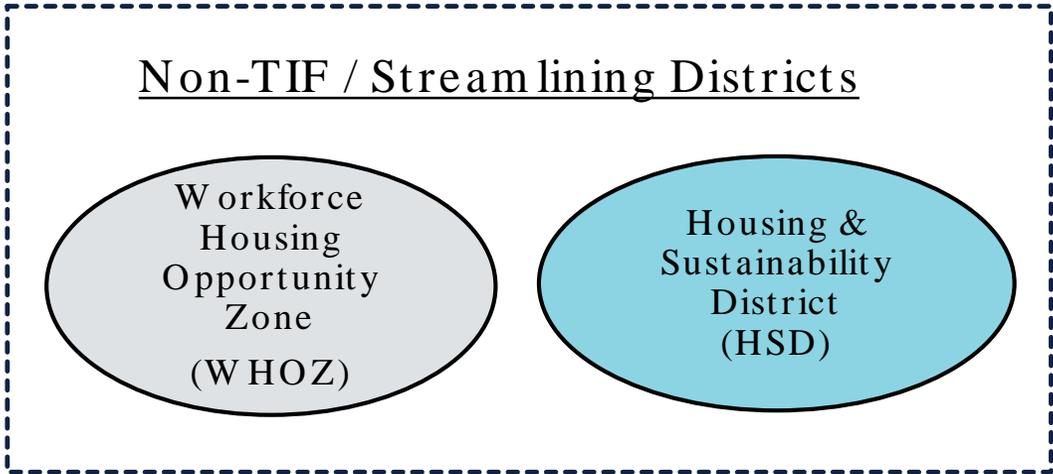 Non-TIF / Streamlining Districts
Workforce
Housing
Opportunity
Zone
(WHOZ)
Housing &
Sustainability
District
(HSD)